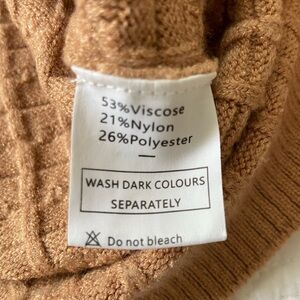 53%Viscose
21%Nylon
26%Polyester
WASH DARK COLOURS
SEPARATELY
Do not bleach